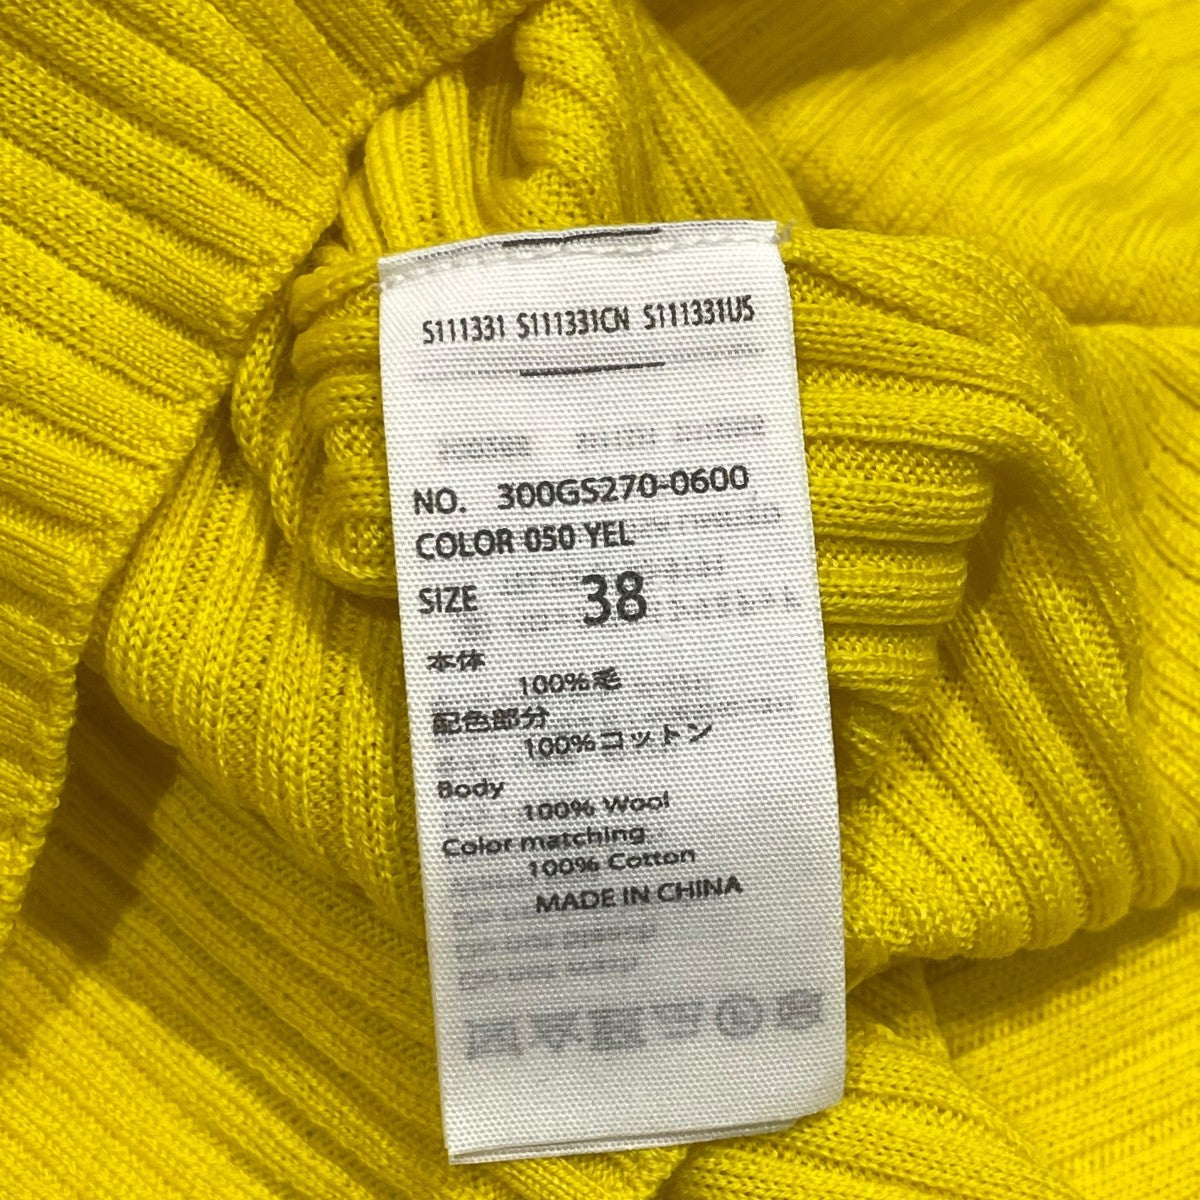 S111331 S111331CN S111331US
NO. 300GS270-0600
COLOR 050 YEL
SIZE 38
本体
100%毛
配色部分
100%コットン
Body
100% Wool
Color matching
100% Cotton
MADE IN CHINA